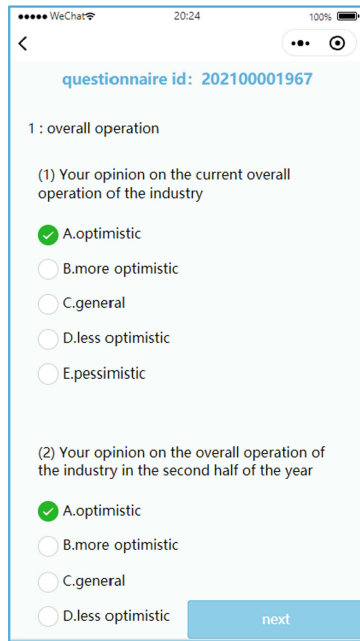 WeChat
20:24
100%
questionnaire id: 202100001967
1 : overall operation
(1) Your opinion on the current overall
operation of the industry
A.optimistic
B.more optimistic
C.general
D.less optimistic
E.pessimistic
(2) Your opinion on the overall operation of
the industry in the second half of the year
A.optimistic
B.more optimistic
C.general
D.less optimistic
next